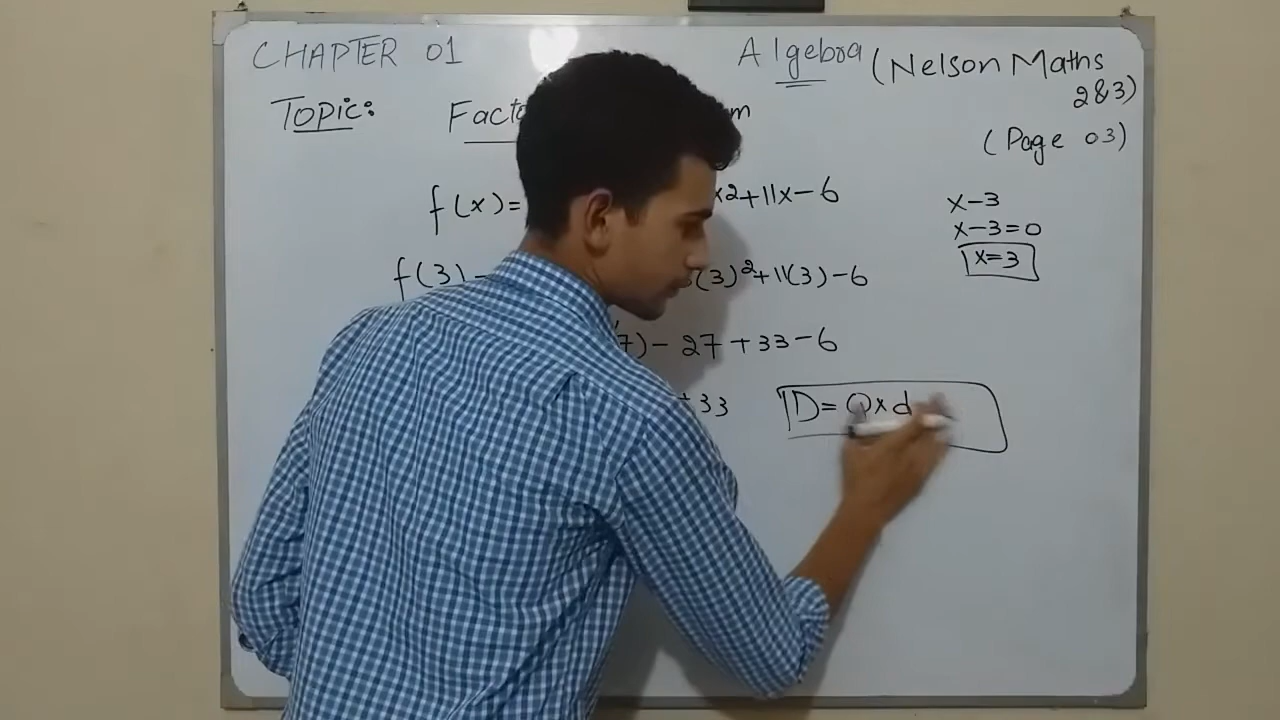 CHAPTER 01
Algebra (Nelson Maths
2&3)
Topic:
(Page 03)
f(x)= x2+11x-6
x-3
x-3=0
x=3
f(3) (3)²+11(3)-6
7)- 27+33-6
+33
D= Q×d